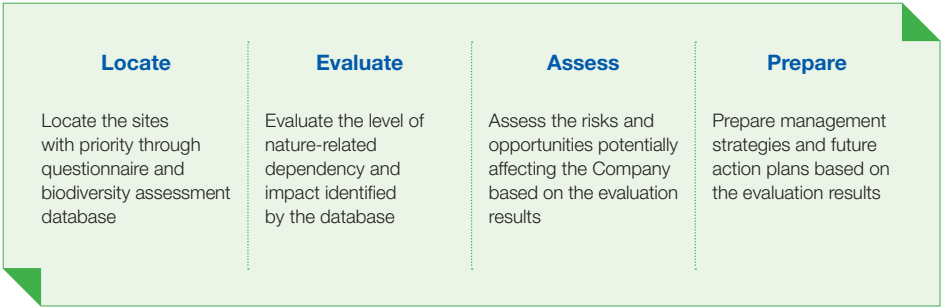 Locate
Locate the sites
with priority through
questionnaire and
biodiversity assessment
database
Evaluate
Evaluate the level of
nature-related
dependency and
impact identified
by the database
Assess
Assess the risks and
opportunities potentially
affecting the Company
based on the evaluation
results
Prepare
Prepare management
strategies and future
action plans based on
the evaluation results